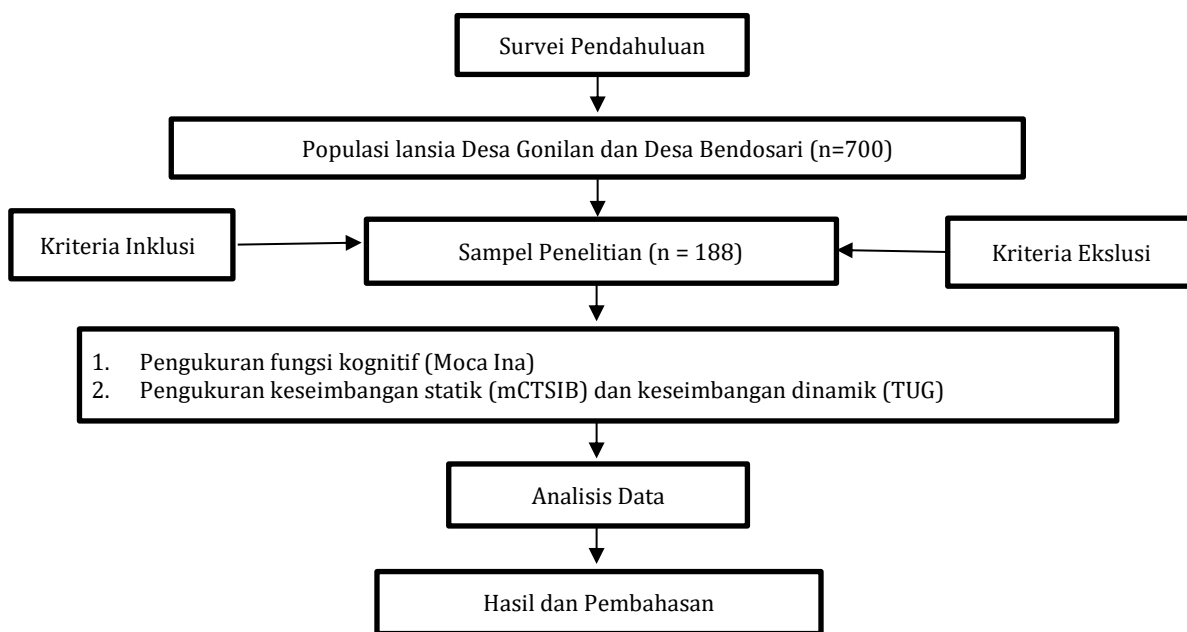 Survei Pendahuluan
Populasi lansia Desa Gonilan dan Desa Bendosari (n=700)
Kriteria Inklusi
Sampel Penelitian (n = 188)
Kriteria Ekslusi
1. Pengukuran fungsi kognitif (Moca Ina)
2. Pengukuran keseimbangan statik (mCTSIB) dan keseimbangan dinamik (TUG)
Analisis Data
Hasil dan Pembahasan